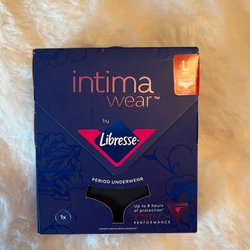 L
intima
wear™
by
Libresse
PERIOD UNDERWEAR
1x
Up to 8 hours
of protection
PERFORMANCE